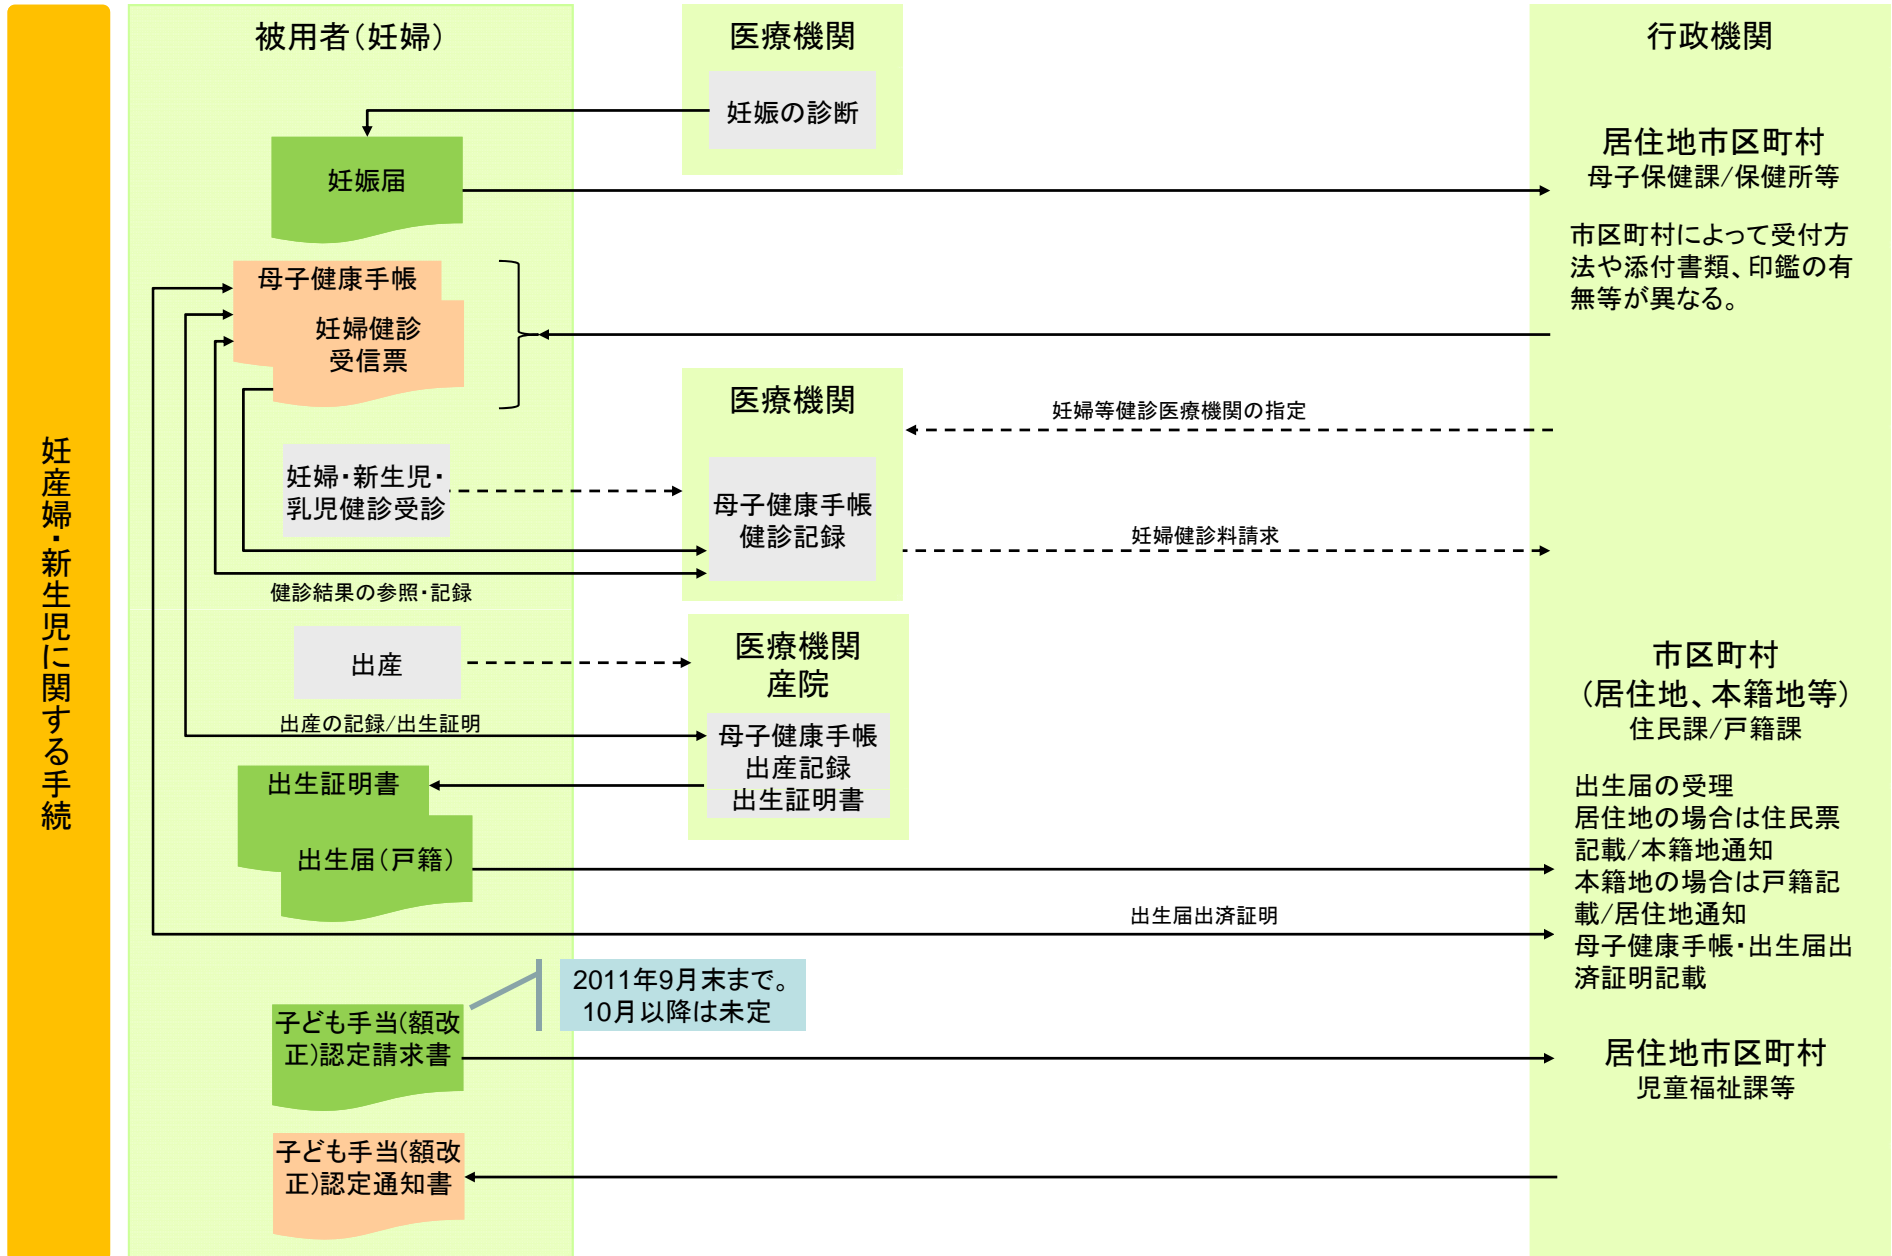 妊産婦・新生児に関する手続
被用者（妊婦）
医療機関
行政機関
妊娠の診断
妊娠届
居住地市区町村
母子保健課/保健所等
市区町村によって受付方
法や添付書類、印鑑の有
無等が異なる。
母子健康手帳
妊婦健診
受信票
医療機関
妊婦等健診医療機関の指定
妊婦・新生児・
乳児健診受診
母子健康手帳
健診記録
妊婦健診料請求
健診結果の参照・記録
医療機関
産院
出産
市区町村
（居住地、本籍地等）
住民課/戸籍課
出産の記録/出生証明
母子健康手帳
出産記録
出生証明書
出生証明書
出生届（戸籍）
出生届の受理
居住地の場合は住民票
記載/本籍地通知
本籍地の場合は戸籍記
載/居住地通知
母子健康手帳・出生届出
済証明記載
出生届出済証明
2011年9月末まで。
10月以降は未定
子ども手当(額改
正)認定請求書
居住地市区町村
児童福祉課等
子ども手当(額改
正)認定通知書